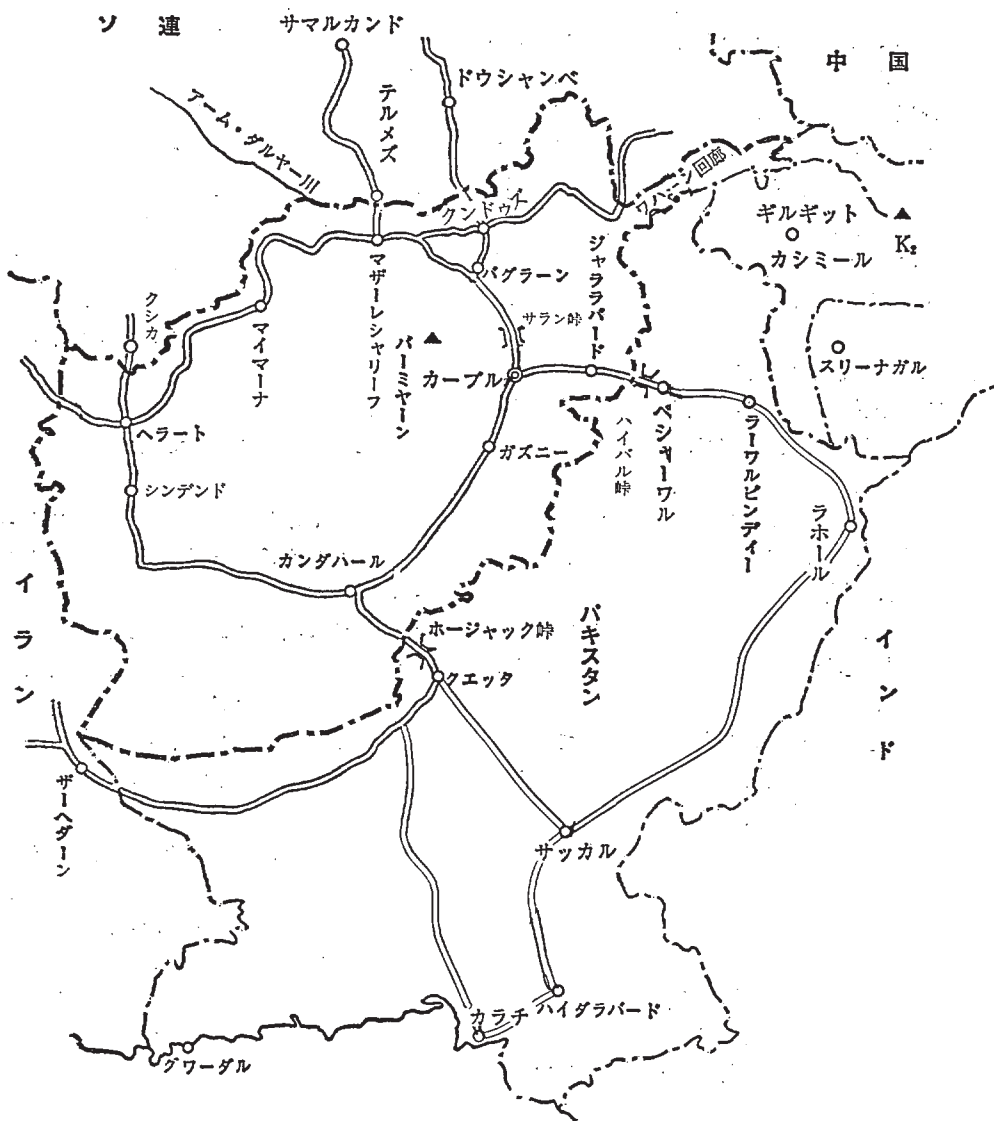 ソ連
サマルカンド
中国
ドウシャンベ
テルメズ
アーム・ダルヤー川
ワハーン回廊
クンドゥズ
ギルギット
K₂
カシミール
ジャララバード
バグラーン
マザーレシャリーフ
クシカ
サラン峠
マイマーナ
バーミヤーン
スリーナガル
カーブル
ヘラート
ペシャーワル
ハイバル峠
ラーワルピンディー
ガズニー
シンデンド
ラホール
カンダハール
イラン
パキスタン
ホージャック峠
インド
クエッタ
ザーヘダーン
サッカル
カラチ
ハイダラバード
グワーダル